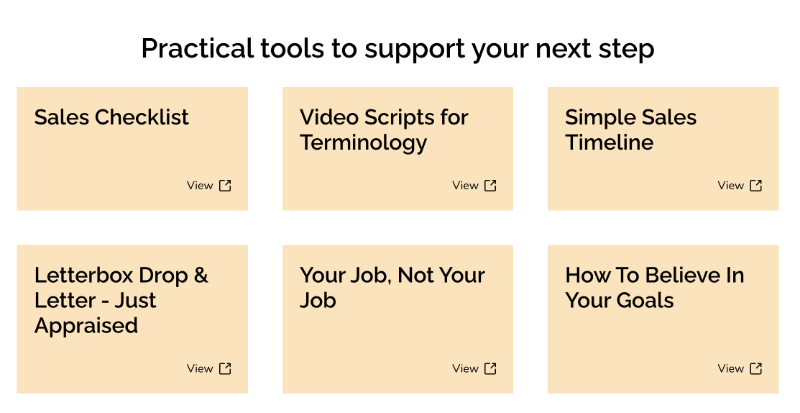 Practical tools to support your next step
Sales Checklist
View
Video Scripts for
Terminology
View
Simple Sales
Timeline
View
Letterbox Drop &
Letter - Just
Appraised
View
Your Job, Not Your
Job
View
How To Believe In
Your Goals
View